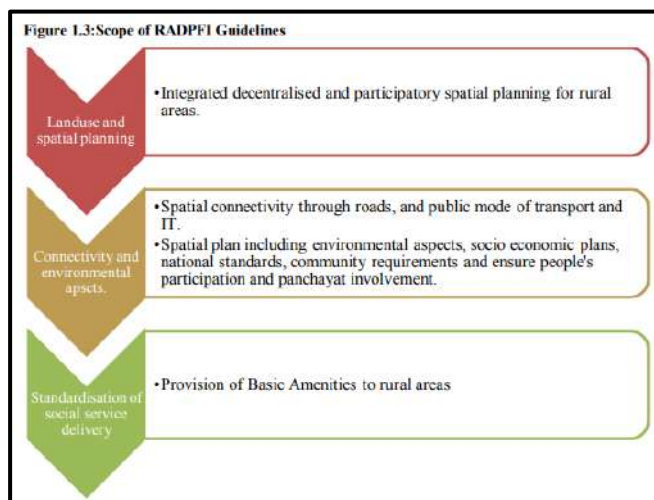 Figure 1.3:Scope of RADPFI Guidelines
Landuse and
spatial planning
•Integrated decentralised and participatory spatial planning for rural
areas.
Connectivity and
environmental
apscts.
•Spatial connectivity through roads, and public mode of transport and
IT.
•Spatial plan including environmental aspects, socio economic plans,
national standards, community requirements and ensure people's
participation and panchayat involvement.
Standardisation of
social service
delivery
•Provision of Basic Amenities to rural areas